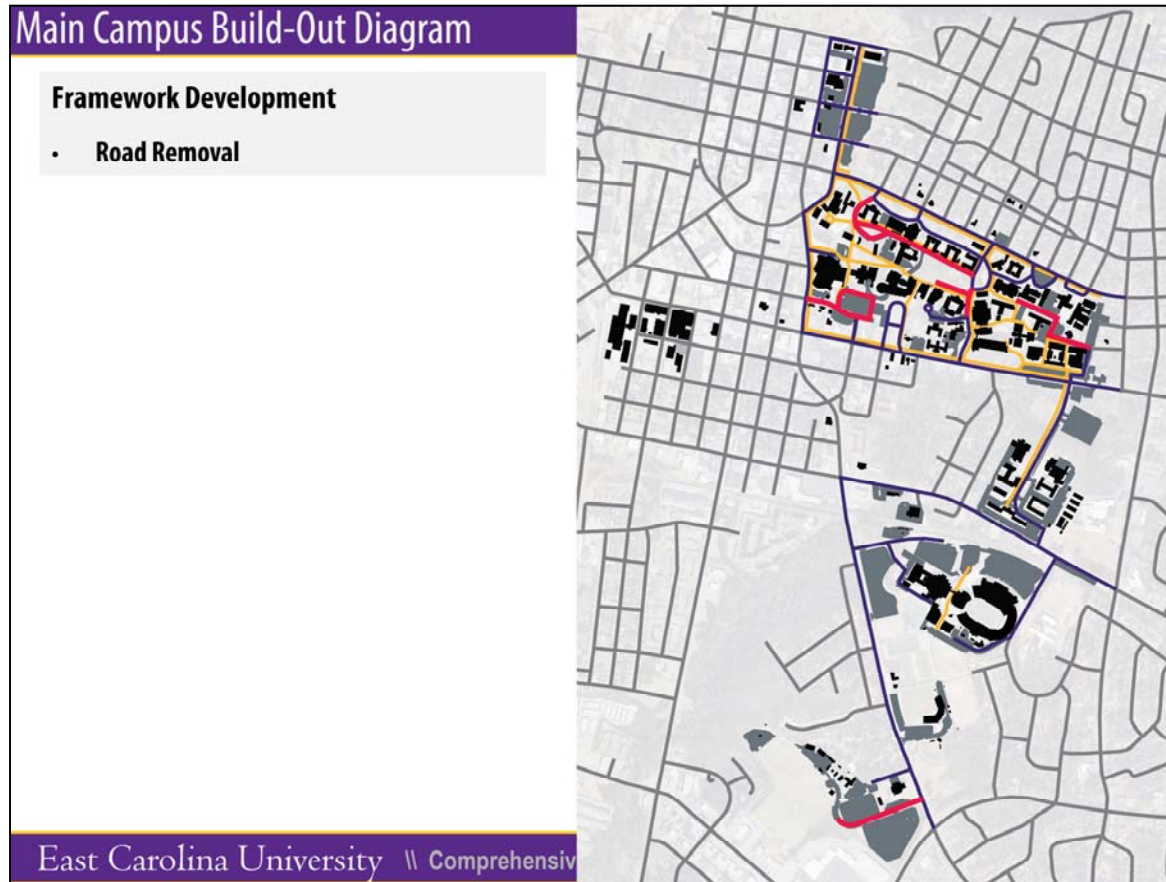 Main Campus Build-Out Diagram
Framework Development
• Road Removal
East Carolina University \\ Comprehensiv